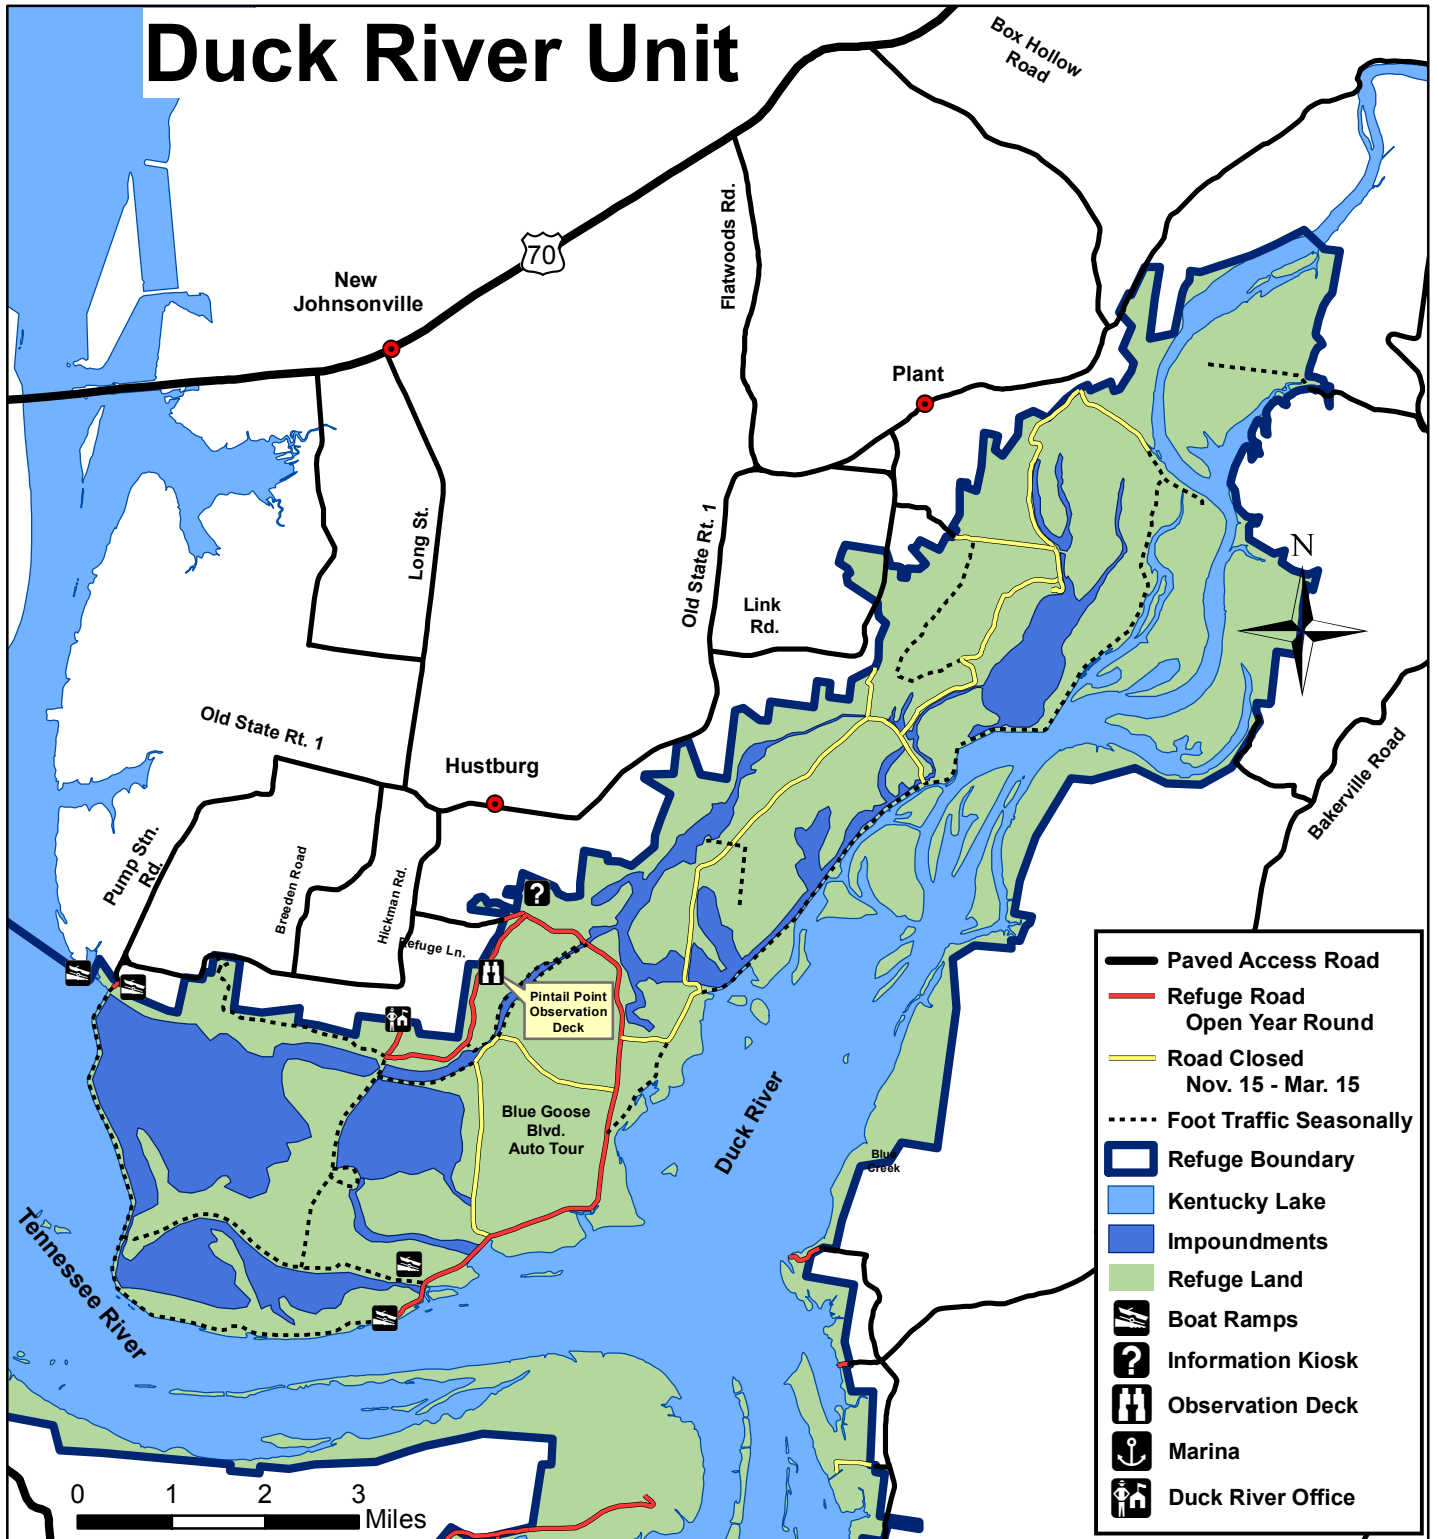 Duck River Unit
Box Hollow
Road
70
Flatwoods Rd.
New
Johnsonville
Plant
Long St.
Old State Rt. 1
Link
Rd.
N
Old State Rt. 1
Hustburg
Bakerville Road
Pump Stn.
Rd.
Breeden Road
Hickman Rd.
Refuge Ln.
Pintail Point
Observation
Deck
Blue Goose
Blvd.
Auto Tour
Duck River
Blue
Creek
Tennessee River
Paved Access Road
Refuge Road
Open Year Round
Road Closed
Nov. 15 - Mar. 15
Foot Traffic Seasonally
Refuge Boundary
Kentucky Lake
Impoundments
Refuge Land
Boat Ramps
? Information Kiosk
Observation Deck
Marina
Duck River Office
?
0 1 2 3
Miles